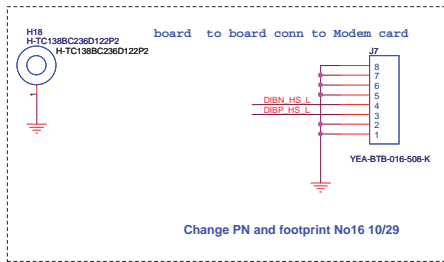 board to board conn to Modem card
H18
H-TC138BC236D122P2
H-TC138BC236D122P2
1
J7
8
7
6
5
DIBN_HS_L 4
DIBP_HS_L 3
2
1
YEA-BTB-016-508-K
Change PN and footprint No16 10/29